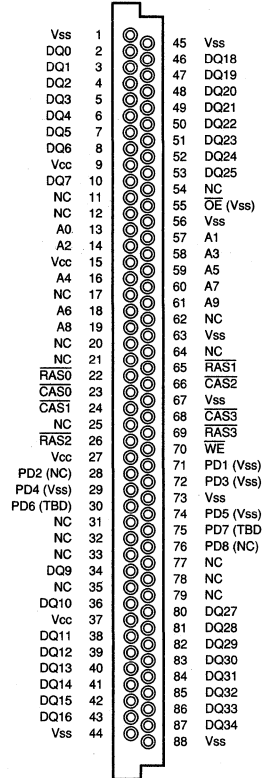 Vss 1
DQ0 2
DQ1 3
DQ2 4
DQ3 5
DQ4 6
DQ5 7
DQ6 8
Vcc 9
DQ7 10
NC 11
NC 12
A0 13
A2 14
Vcc 15
A4 16
NC 17
A6 18
A8 19
NC 20
NC 21
RAS0 22
CAS0 23
CAS1 24
NC 25
RAS2 26
Vcc 27
PD2 (NC) 28
PD4 (Vss) 29
PD6 (TBD) 30
NC 31
NC 32
NC 33
DQ9 34
NC 35
DQ10 36
Vcc 37
DQ11 38
DQ12 39
DQ13 40
DQ14 41
DQ15 42
DQ16 43
Vss 44
45 Vss
46 DQ18
47 DQ19
48 DQ20
49 DQ21
50 DQ22
51 DQ23
52 DQ24
53 DQ25
54 NC
55 OE (Vss)
56 Vss
57 A1
58 A3
59 A5
60 A7
61 A9
62 NC
63 Vss
64 NC
65 RAS1
66 CAS2
67 Vss
68 CAS3
69 RAS3
70 WE
71 PD1 (Vss)
72 PD3 (Vss)
73 Vss
74 PD5 (Vss)
75 PD7 (TBD
76 PD8 (NC)
77 NC
78 NC
79 NC
80 DQ27
81 DQ28
82 DQ29
83 DQ30
84 DQ31
85 DQ32
86 DQ33
87 DQ34
88 Vss